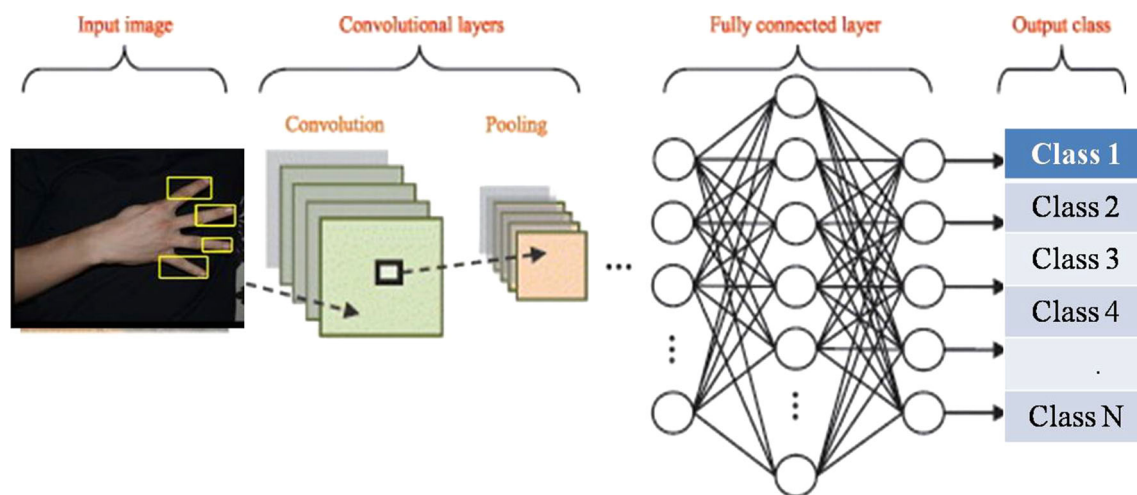 Input image
Convolutional layers
Fully connected layer
Output class
Convolution
Pooling
...
Class 1
Class 2
Class 3
Class 4
.
Class N